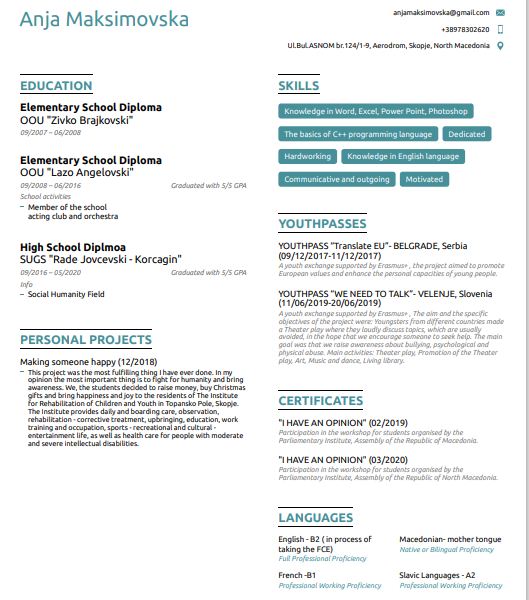 Anja Maksimovska
anjamaksimovska@gmail.com
+38978302620
Ul.Bul.ASNOM br.124/1-9, Aerodrom, Skopje, North Macedonia
EDUCATION
Elementary School Diploma
OOU "Zivko Brajkovski"
09/2007 – 06/2008
Elementary School Diploma
OOU "Lazo Angelovski"
09/2008 – 06/2016 Graduated with 5/5 GPA
School activities
– Member of the school
acting club and orchestra
High School Diplmoa
SUGS "Rade Jovcevski - Korcagin"
09/2016 – 05/2020 Graduated with 5/5 GPA
Info
– Social Humanity Field
PERSONAL PROJECTS
Making someone happy (12/2018)
– This project was the most fulfilling thing I have ever done. In my
opinion the most important thing is to fight for humanity and bring
awareness. We, the students decided to raise money, buy Christmas
gifts and bring happiness and joy to the residents of The Institute
for Rehabilitation of Children and Youth in Topansko Pole, Skopje.
The Institute provides daily and boarding care, observation,
rehabilitation - corrective treatment, upbringing, education, work
training and occupation, sports - recreational and cultural -
entertainment life, as well as health care for people with moderate
and severe intellectual disabilities.
SKILLS
Knowledge in Word, Excel, Power Point, Photoshop
The basics of C++ programming language Dedicated
Hardworking Knowledge in English language
Communicative and outgoing Motivated
YOUTHPASSES
YOUTHPASS "Translate EU"- BELGRADE, Serbia
(09/12/2017-11/12/2017)
A youth exchange supported by Erasmus+ , the project aimed to promote
European values and enhance the personal capacities of young people.
YOUTHPASS "WE NEED TO TALK"- VELENJE, Slovenia
(11/06/2019-20/06/2019)
A youth exchange supported by Erasmus+ , The aim and the specific
objectives of the project were: Youngsters from different countries made
a Theater play where they loudly discuss topics, which are usually
avoided, in the hope that we encourage someone to seek help. The main
goal was that we raise awareness about bullying, psychological and
physical abuse. Main activities: Theater play, Promotion of the Theater
play, Art, Music and dance, Living library.
CERTIFICATES
"I HAVE AN OPINION" (02/2019)
Participation in the workshop for students organised by the
Parliamentary Institute, Assembly of the Republic of Macedonia.
"I HAVE AN OPINION" (03/2020)
Participation in the workshop for students organised by the
Parliamentary Institute, Assembly of the Republic of North Macedonia.
LANGUAGES
English - B2 ( in process of
taking the FCE)
Full Professional Proficiency
Macedonian- mother tongue
Native or Bilingual Proficiency
French -B1
Professional Working Proficiency
Slavic Languages - A2
Professional Working Proficiency